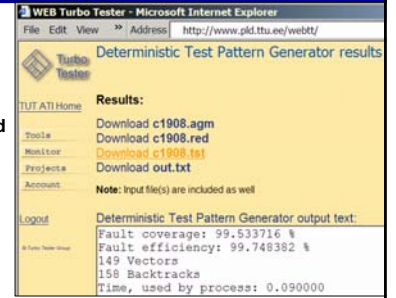 WEB Turbo Tester - Microsoft Internet Explorer
File Edit View » Address http://www.pld.ttu.ee/webtt/
Turbo Tester
Deterministic Test Pattern Generator results
TUT ATI Home
Tools
Monitor
Projects
Account
Logout
Results:
Download c1908.agm
Download c1908.red
Download c1908.tst
Download out.txt
Note: Input file(s) are included as well
Deterministic Test Pattern Generator output text:
Fault coverage: 99.533716 %
Fault efficiency: 99.748382 %
149 Vectors
158 Backtracks
Time, used by process: 0.090000
© Turbo Tester Group
d